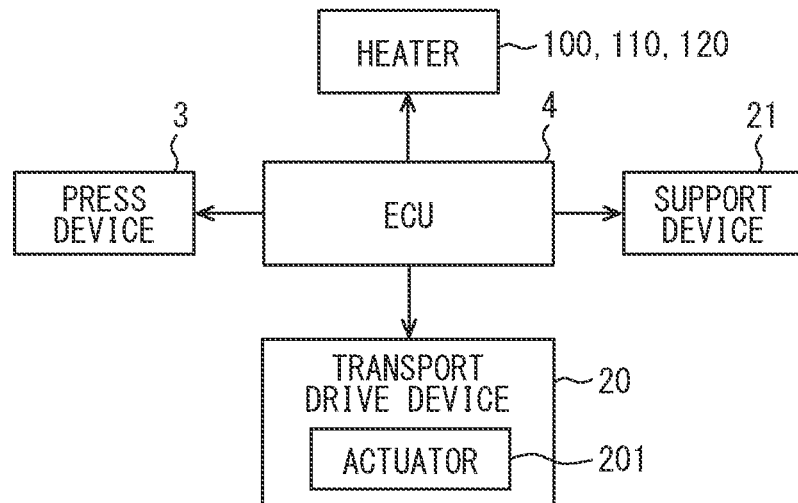 HEATER
100, 110, 120
3
4
21
PRESS
DEVICE
ECU
SUPPORT
DEVICE
TRANSPORT
DRIVE DEVICE
20
ACTUATOR
201